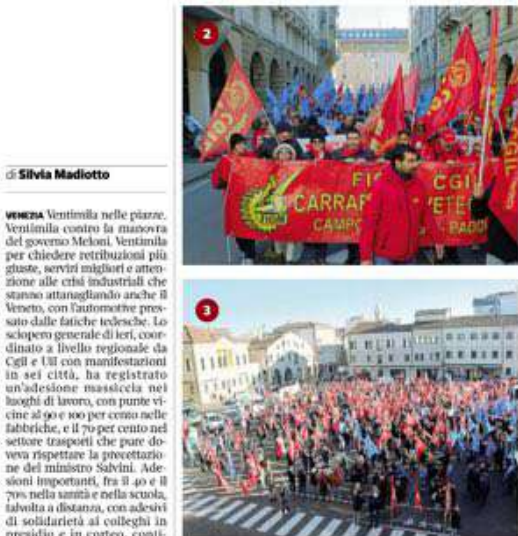 di Silvia Madiotto
VENEZIA Ventimila nelle piazze.
Ventimila contro la manovra
del governo Meloni. Ventimila
per chiedere retribuzioni più
giuste, servizi migliori e atten-
zione alle crisi industriali che
stanno attanagliando anche il
Veneto, con l'automotive pres-
sato dalle fatiche tedesche. Lo
sciopero generale di ieri, coor-
dinato a livello regionale da
Cgil e Uil con manifestazioni
in sei città, ha registrato
un'adesione massiccia nei
luoghi di lavoro, con punte vi-
cine al 90 e 100 per cento nelle
fabbriche, e il 70 per cento nel
settore trasporti che pure do-
veva rispettare la precettazio-
ne del ministro Salvini. Ade-
sioni importanti, fra il 40 e il
70% nella sanità e nella scuola,
talvolta a distanza, con adesivi
di solidarietà ai colleghi in
presidio e in corteo, conti-
2
CGIL
CARRAR
CAMPO
3